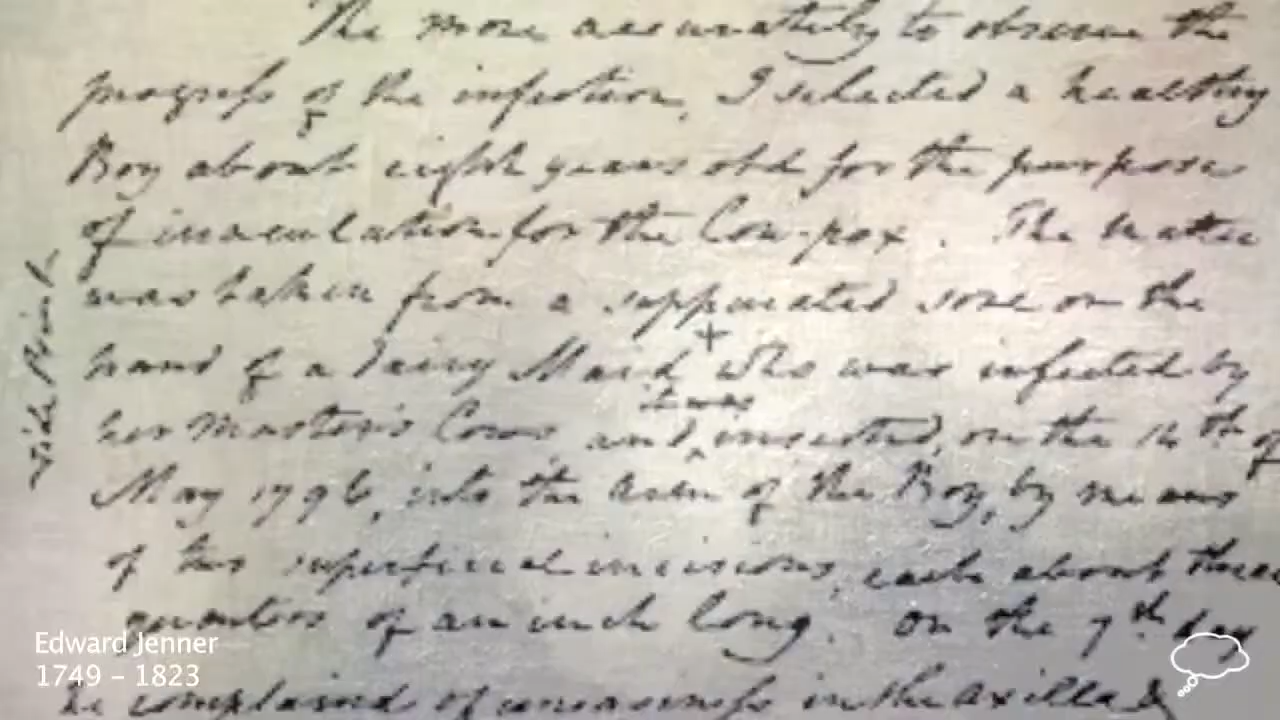 The more accurately to observe the
progress of the infection, I selected a healthy
Boy about eight years old for the purpose
of inoculation for the Cow-pox. The matter
was taken from a suppurated sore on the
hand of a dairy Maid + who was infected by
it was
her Master's Cows, and inserted, on the 14th of
May 1796, into the arm of the Boy, by means
of two superficial incisions, each about three
quarters of an inch long. On the 7th day
he complained of uneasiness in the axilla &
Vide
Edward Jenner
1749 – 1823